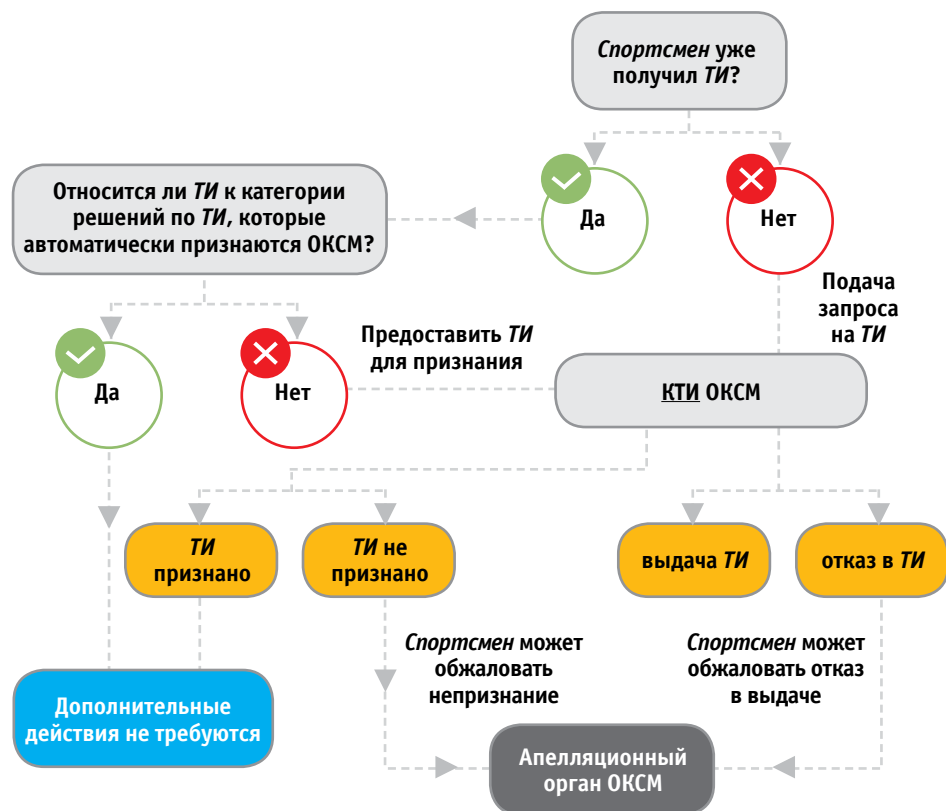 Спортсмен уже
получил ТИ?
Относится ли ТИ к категории
решений по ТИ, которые
автоматически признаются ОКСМ?
Да
Нет
Подача
запроса
на ТИ
Да
Нет
Предоставить ТИ
для признания
КТИ ОКСМ
ТИ
признано
ТИ не
признано
выдача ТИ
отказ в ТИ
Спортсмен может
обжаловать
непризнание
Спортсмен может
обжаловать отказ
в выдаче
Дополнительные
действия не требуются
Апелляционный
орган ОКСМ